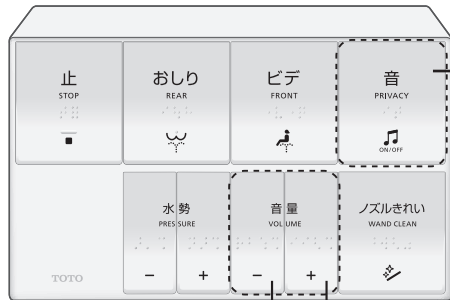 止
STOP
おしり
REAR
ビデ
FRONT
音
PRIVACY
ON/OFF
水勢
PRESSURE
- +
音量
VOLUME
- +
ノズルきれい
WAND CLEAN
TOTO